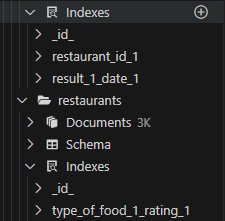 Indexes
_id_
restaurant_id_1
result_1_date_1
restaurants
Documents 3K
Schema
Indexes
_id_
type_of_food_1_rating_1